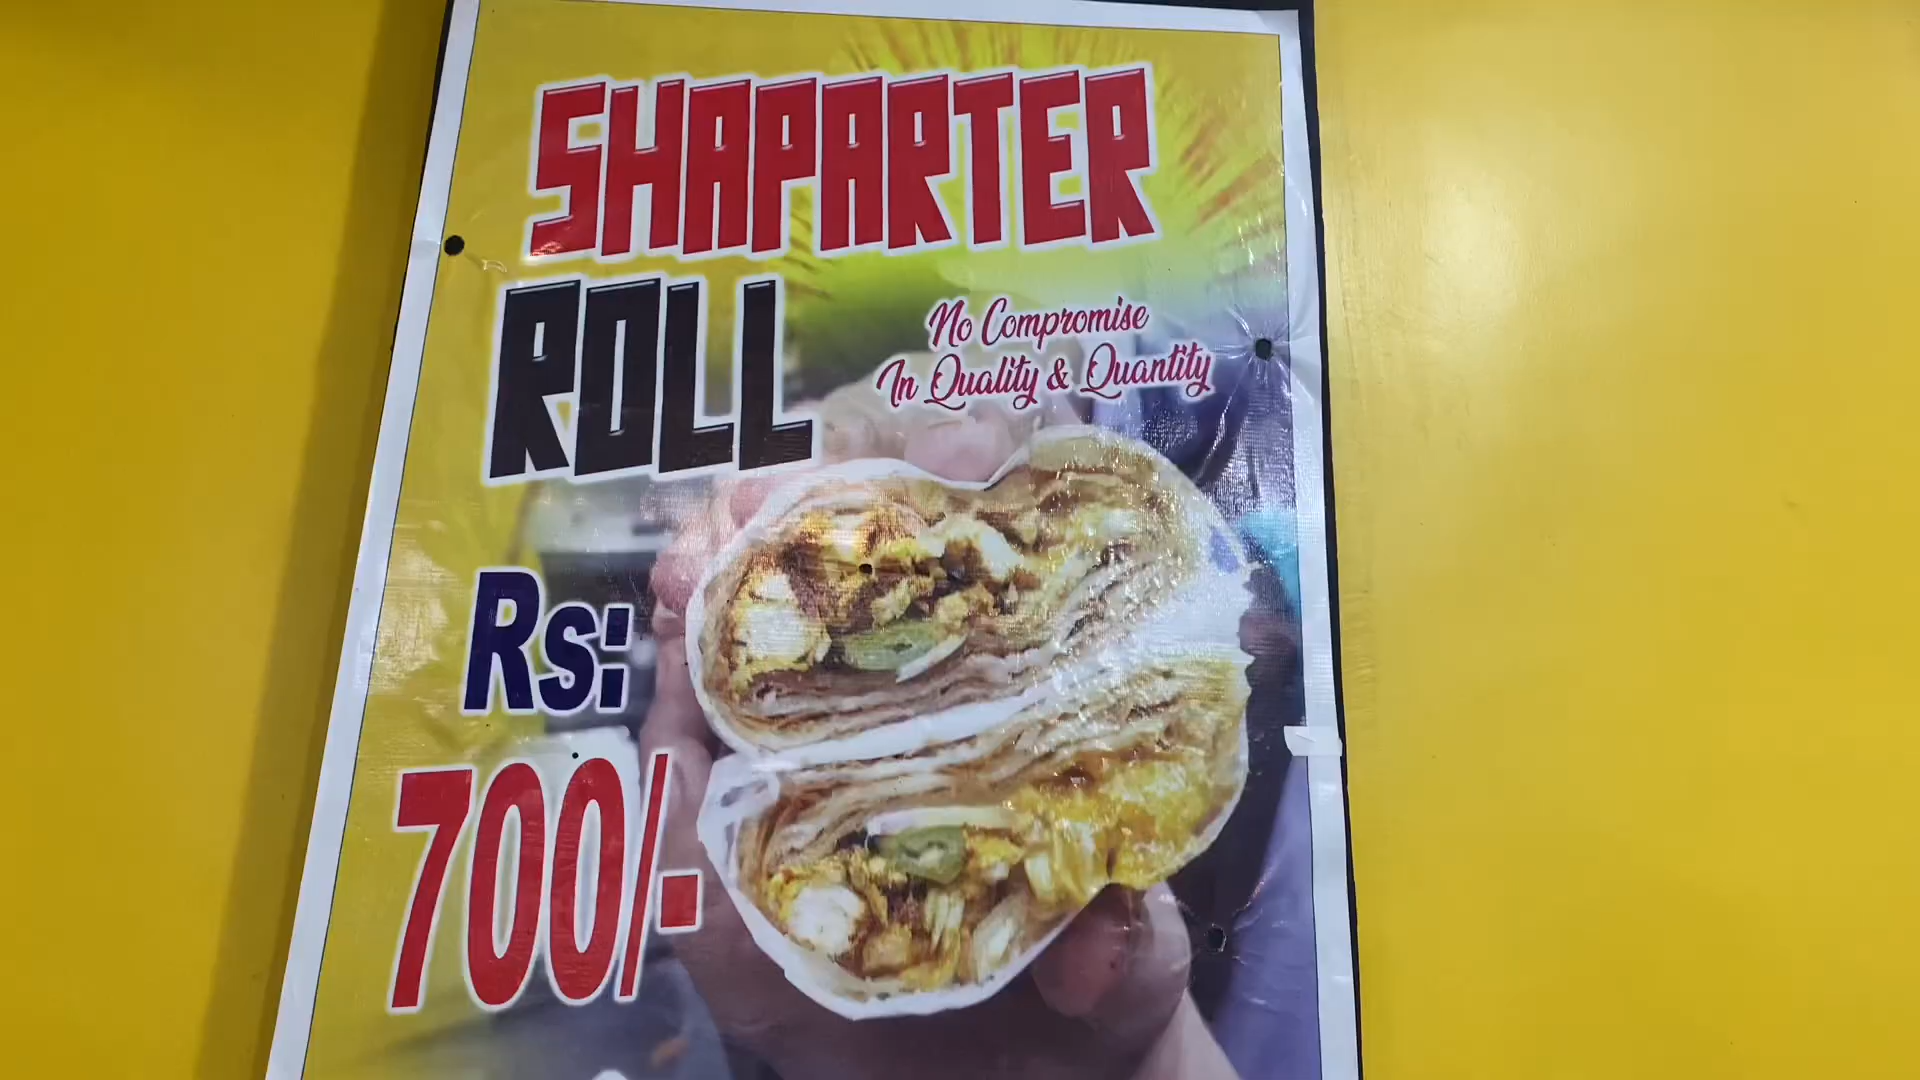 SHAPARTER
ROLL
No Compromise
In Quality & Quantity
Rs:
700/-